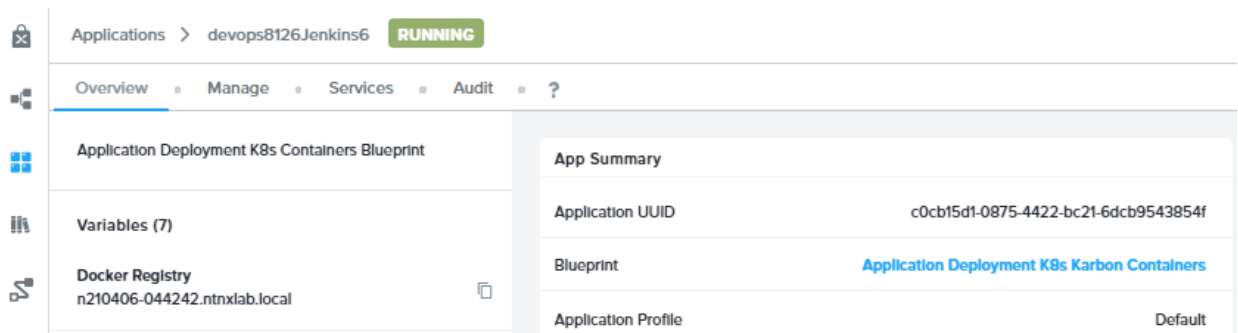 Applications > devops8126Jenkins6 RUNNING
Overview Manage Services Audit ?
Application Deployment K8s Containers Blueprint
Variables (7)
Docker Registry
n210406-044242.ntnxlab.local
App Summary
Application UUID c0cb15d1-0875-4422-bc21-6dcb9543854f
Blueprint Application Deployment K8s Karbon Containers
Application Profile Default